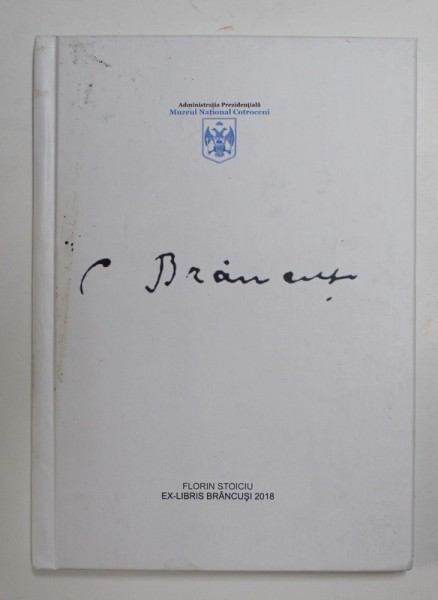 Administrația Prezidențială
Muzeul Național Cotroceni
C Brâncuși
FLORIN STOICIU
EX-LIBRIS BRÂNCUȘI 2018